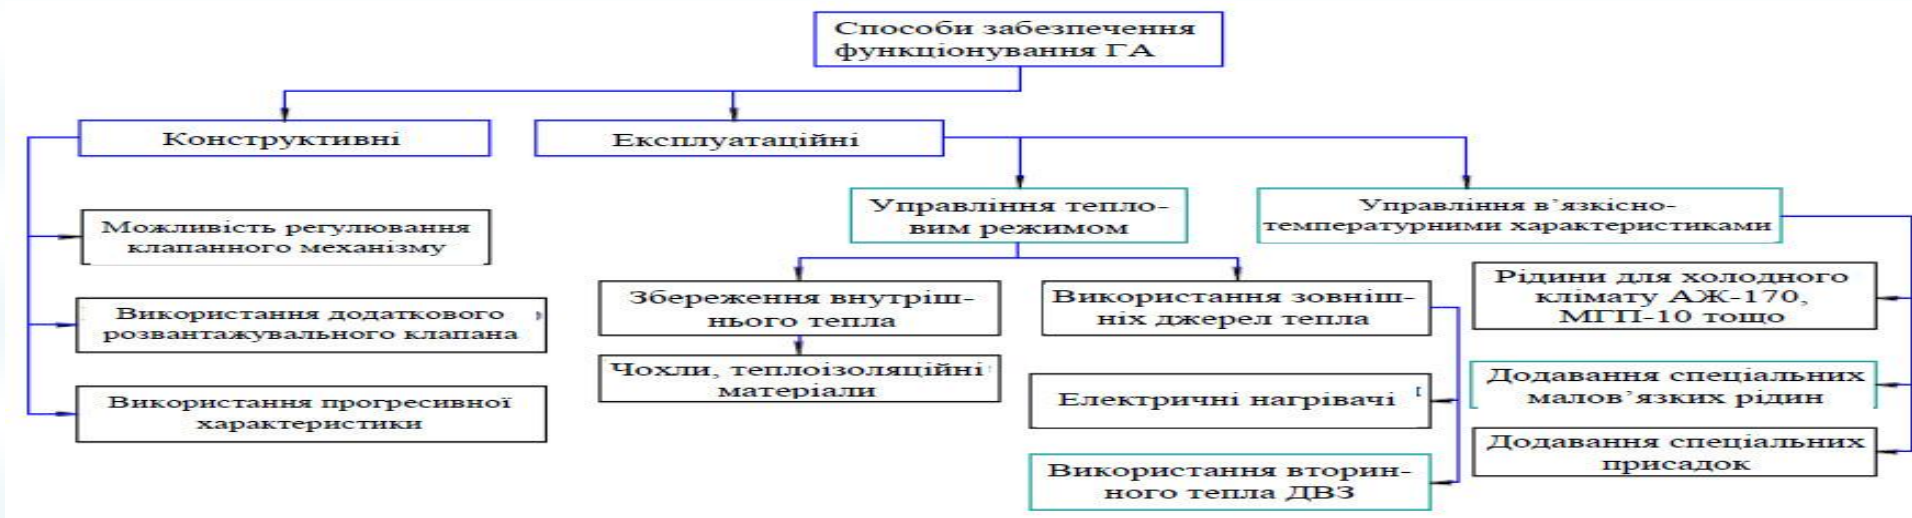 Способи забезпечення
функціонування ГА
Конструктивні
Експлуатаційні
Можливість регулювання
клапанного механізму
Використання додаткового
розвантажувального клапана
Використання прогресивної
характеристики
Управління тепло-
вим режимом
Управління в’язкісно-
температурними характеристиками
Збереження внутріш-
нього тепла
Чохли, теплоізоляційні
матеріали
Використання зовніш-
ніх джерел тепла
Електричні нагрівачі
Використання вторин-
ного тепла ДВЗ
Рідини для холодного
клімату АЖ-170,
МГП-10 тощо
Додавання спеціальних
малов’язких рідин
Додавання спеціальних
присадок